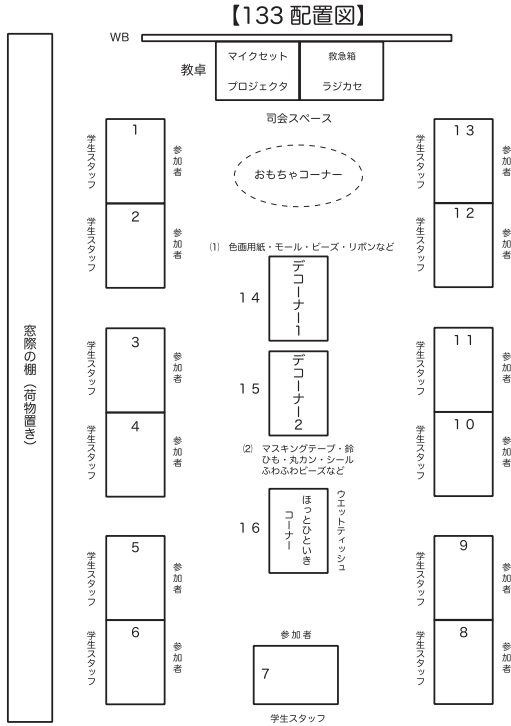 【133 配置図】
WB
教卓
マイクセット
救急箱
プロジェクタ
ラジカセ
司会スペース
おもちゃコーナー
窓際の棚（荷物置き）
学生スタッフ
1
参加者
学生スタッフ
2
参加者
学生スタッフ
3
参加者
学生スタッフ
4
参加者
学生スタッフ
5
参加者
学生スタッフ
6
参加者
⑴ 色画用紙・モール・ビーズ・リボンなど
14
デコーナー1
15
デコーナー2
⑵ マスキングテープ・鈴
ひも・丸カン・シール
ふわふわビーズなど
16
ほっとひといき
コーナー
ウエットティッシュ
参加者
7
学生スタッフ
学生スタッフ
13
参加者
学生スタッフ
12
参加者
学生スタッフ
11
参加者
学生スタッフ
10
参加者
学生スタッフ
9
参加者
学生スタッフ
8
参加者